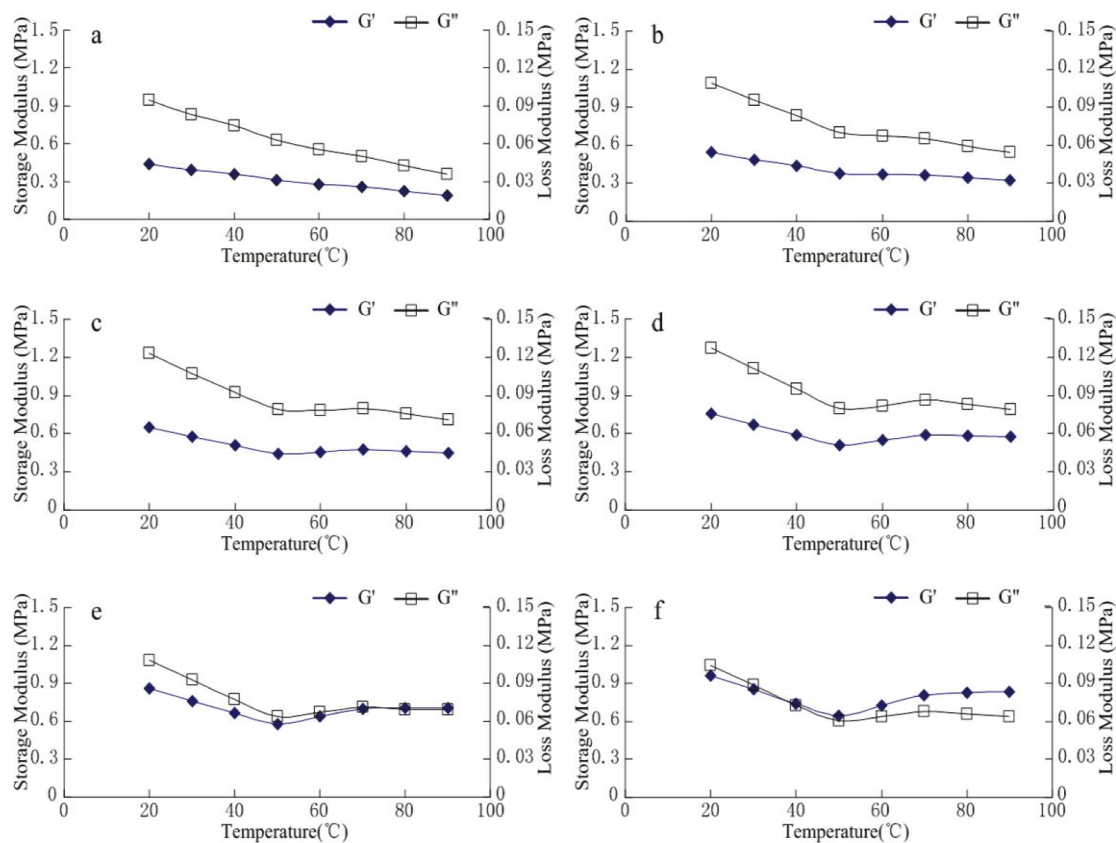 a
G' G"
Storage Modulus (MPa)
1.5
1.2
0.9
0.6
0.3
0
0 20 40 60 80 100
Temperature(℃)
0.15
0.12
0.09
0.06
0.03
0
Loss Modulus (MPa)
b
G' G"
Storage Modulus (MPa)
1.5
1.2
0.9
0.6
0.3
0
0 20 40 60 80 100
Temperature(℃)
0.15
0.12
0.09
0.06
0.03
0
Loss Modulus (MPa)
c
G' G"
Storage Modulus (MPa)
1.5
1.2
0.9
0.6
0.3
0
0 20 40 60 80 100
Temperature(℃)
0.15
0.12
0.09
0.06
0.03
0
Loss Modulus (MPa)
d
G' G"
Storage Modulus (MPa)
1.5
1.2
0.9
0.6
0.3
0
0 20 40 60 80 100
Temperature(℃)
0.15
0.12
0.09
0.06
0.03
0
Loss Modulus (MPa)
e
G' G"
Storage Modulus (MPa)
1.5
1.2
0.9
0.6
0.3
0
0 20 40 60 80 100
Temperature(℃)
0.15
0.12
0.09
0.06
0.03
0
Loss Modulus (MPa)
f
G' G"
Storage Modulus (MPa)
1.5
1.2
0.9
0.6
0.3
0
0 20 40 60 80 100
Temperature(℃)
0.15
0.12
0.09
0.06
0.03
0
Loss Modulus (MPa)